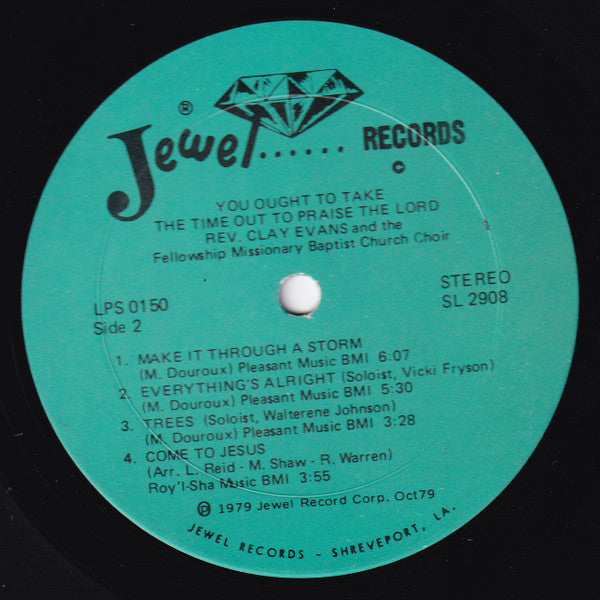 ® Jewel...... RECORDS
©
YOU OUGHT TO TAKE
THE TIME OUT TO PRAISE THE LORD
REV. CLAY EVANS and the
Fellowship Missionary Baptist Church Choir
LPS 0150
Side 2
STEREO
SL 2908
1. MAKE IT THROUGH A STORM
(M. Douroux) Pleasant Music BMI 6:07
2. EVERYTHING'S ALRIGHT (Soloist, Vicki Fryson)
(M. Douroux) Pleasant Music BMI 5:30
3. TREES (Soloist, Walterene Johnson)
(M. Douroux) Pleasant Music BMI 3:28
4. COME TO JESUS
(Arr. L. Reid - M. Shaw - R. Warren)
Roy'l-Sha Music BMI 3:55
℗ 1979 Jewel Record Corp. Oct79
JEWEL RECORDS - SHREVEPORT, LA.